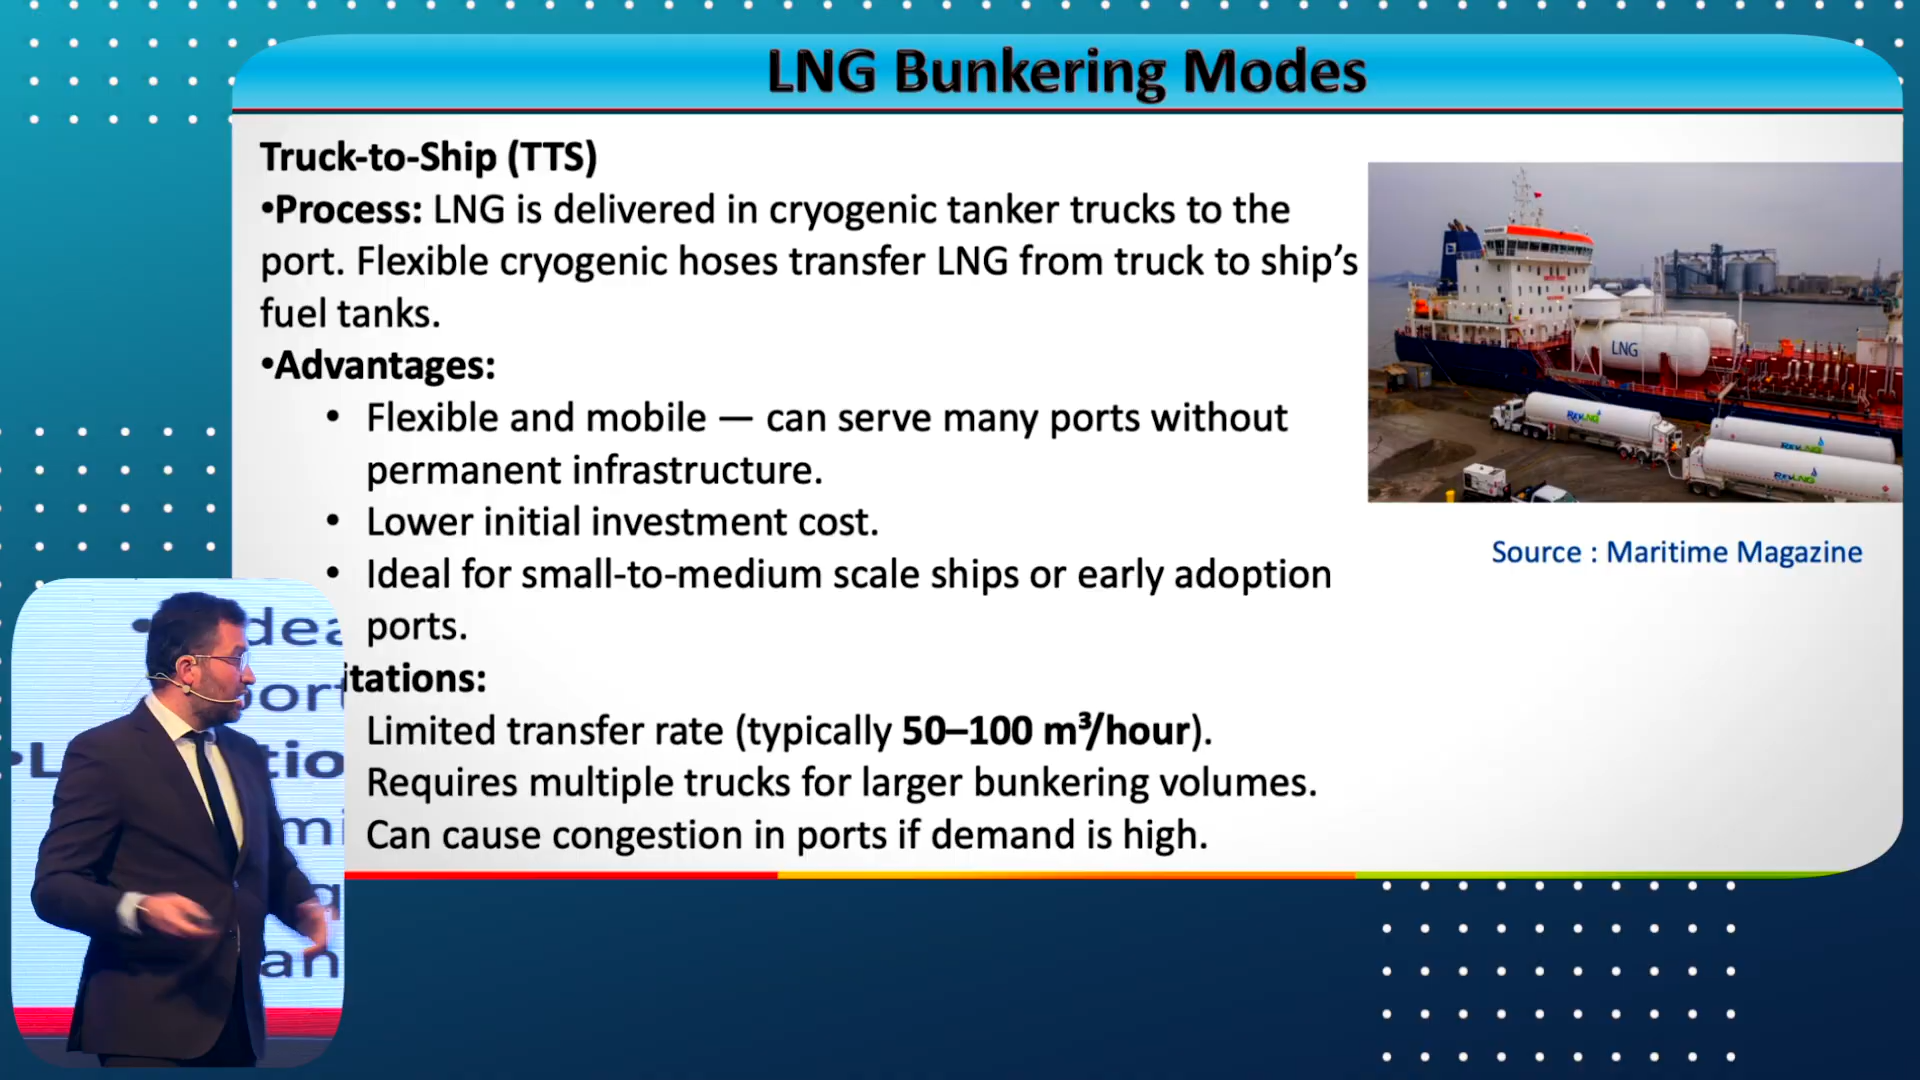 LNG Bunkering Modes
Truck-to-Ship (TTS)
•Process: LNG is delivered in cryogenic tanker trucks to the
port. Flexible cryogenic hoses transfer LNG from truck to ship’s
fuel tanks.
•Advantages:
• Flexible and mobile — can serve many ports without
permanent infrastructure.
• Lower initial investment cost.
• Ideal for small-to-medium scale ships or early adoption
ports.
itations:
Limited transfer rate (typically 50–100 m³/hour).
Requires multiple trucks for larger bunkering volumes.
Can cause congestion in ports if demand is high.
LNG
Source : Maritime Magazine